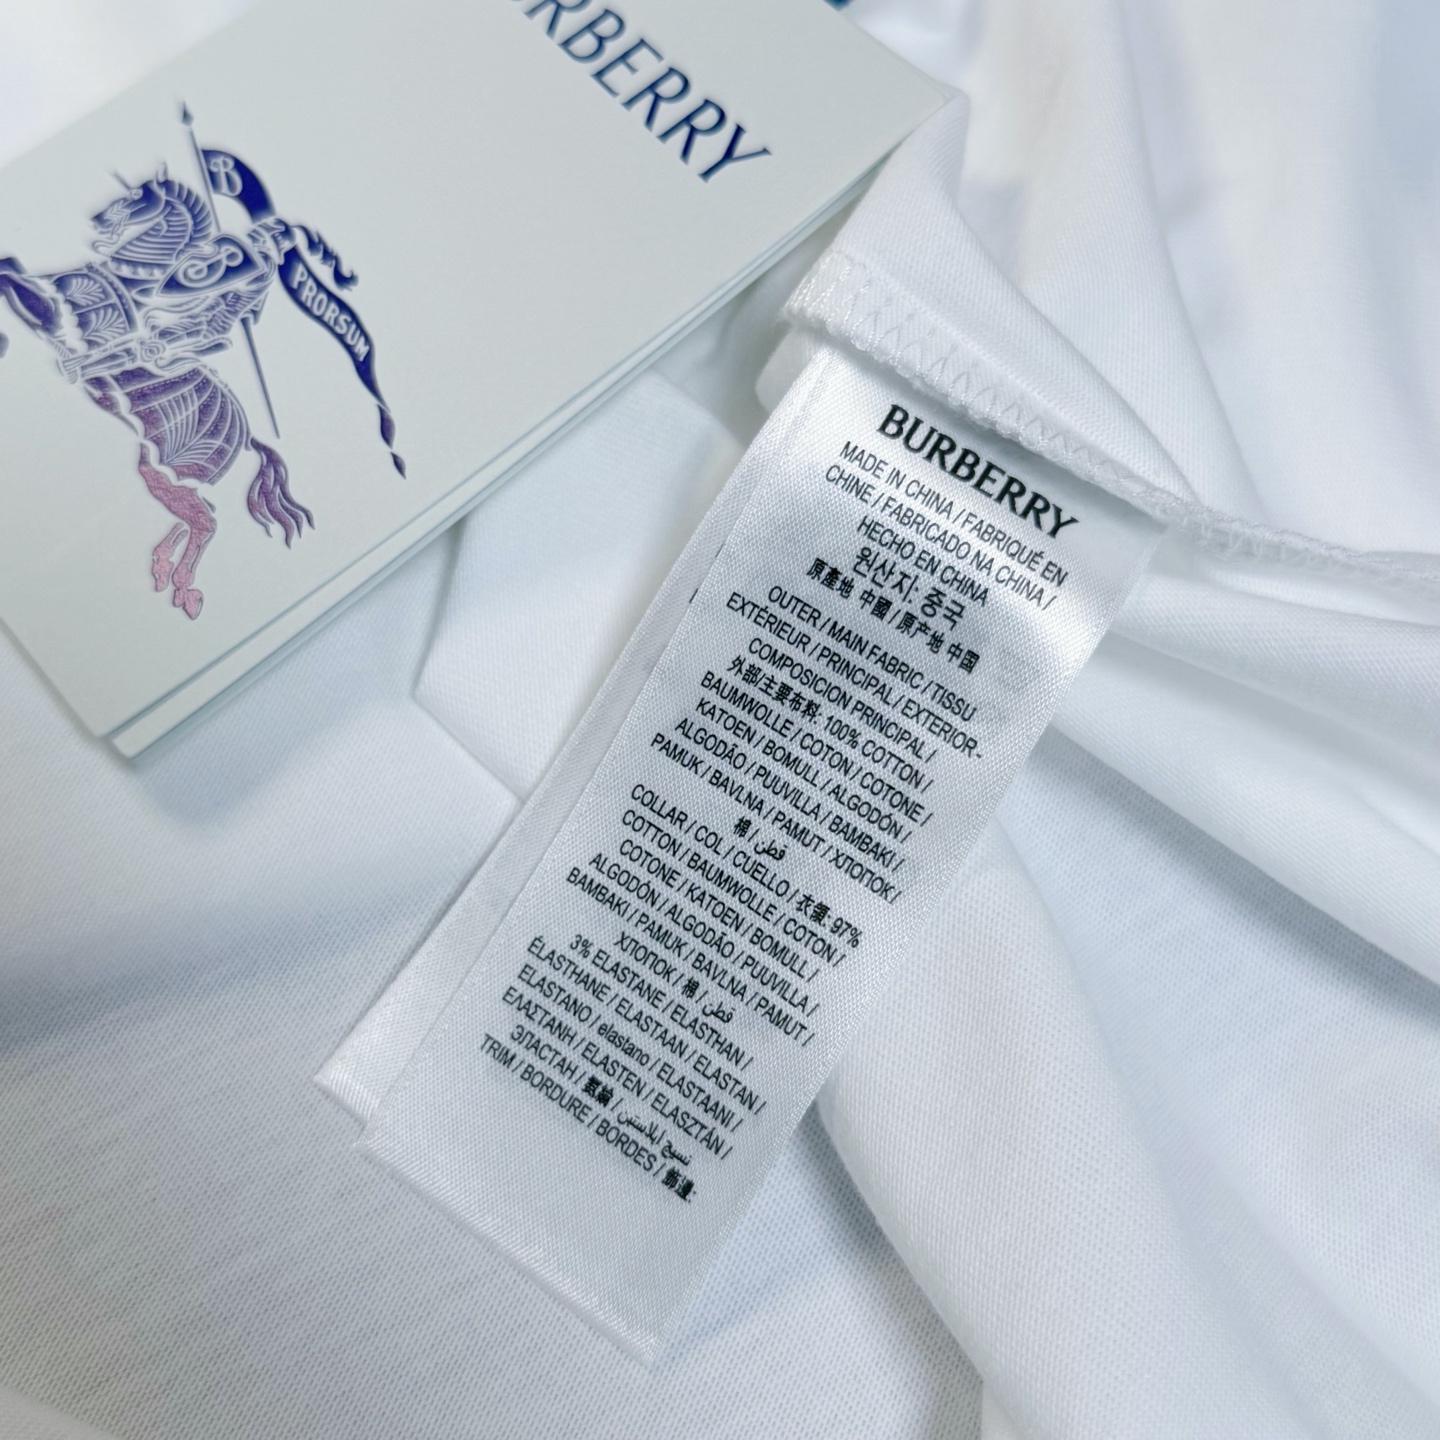 BURBERRY
B
PRORSUM
BURBERRY
MADE IN CHINA / FABRIQUÉ EN
CHINE / FABRICADO NA CHINA /
HECHO EN CHINA
원산지: 중국
原產地 中國 / 原产地 中国
OUTER / MAIN FABRIC / TISSU
EXTÉRIEUR / PRINCIPAL / EXTERIOR-
COMPOSICION PRINCIPAL /
外部/主要布料: 100% COTTON /
BAUMWOLLE / COTON / COTONE /
KATOEN / BOMULL / ALGODÓN /
ALGODÃO / PUUVILLA / BAMBAKI /
PAMUK / BAVLNA / PAMUT / ХЛОПОК /
棉 / قطن
COLLAR / COL / CUELLO / 衣領: 97%
COTTON / BAUMWOLLE / COTON /
COTONE / KATOEN / BOMULL /
ALGODÓN / ALGODÃO / PUUVILLA /
BAMBAKI / PAMUK / BAVLNA / PAMUT /
ХЛОПОК / 棉 / قطن
3% ELASTANE / ELASTHAN /
ÉLASTHANE / ELASTAAN / ELASTAN /
ELASTANO / elastano / ELASTAANI /
ΕΛΑΣΤΑΝΗ / ELASTEN / ELASZTÁN /
ЭЛАСТАН / 氨綸 / نسيج إيلاستين
TRIM / BORDURE / BORDES / 飾邊: